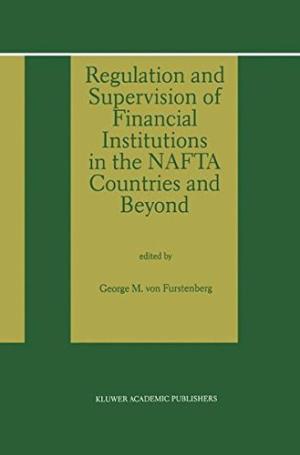 Regulation and
Supervision of
Financial
Institutions
in the NAFTA
Countries and
Beyond
edited by
George M. von Furstenberg
KLUWER ACADEMIC PUBLISHERS